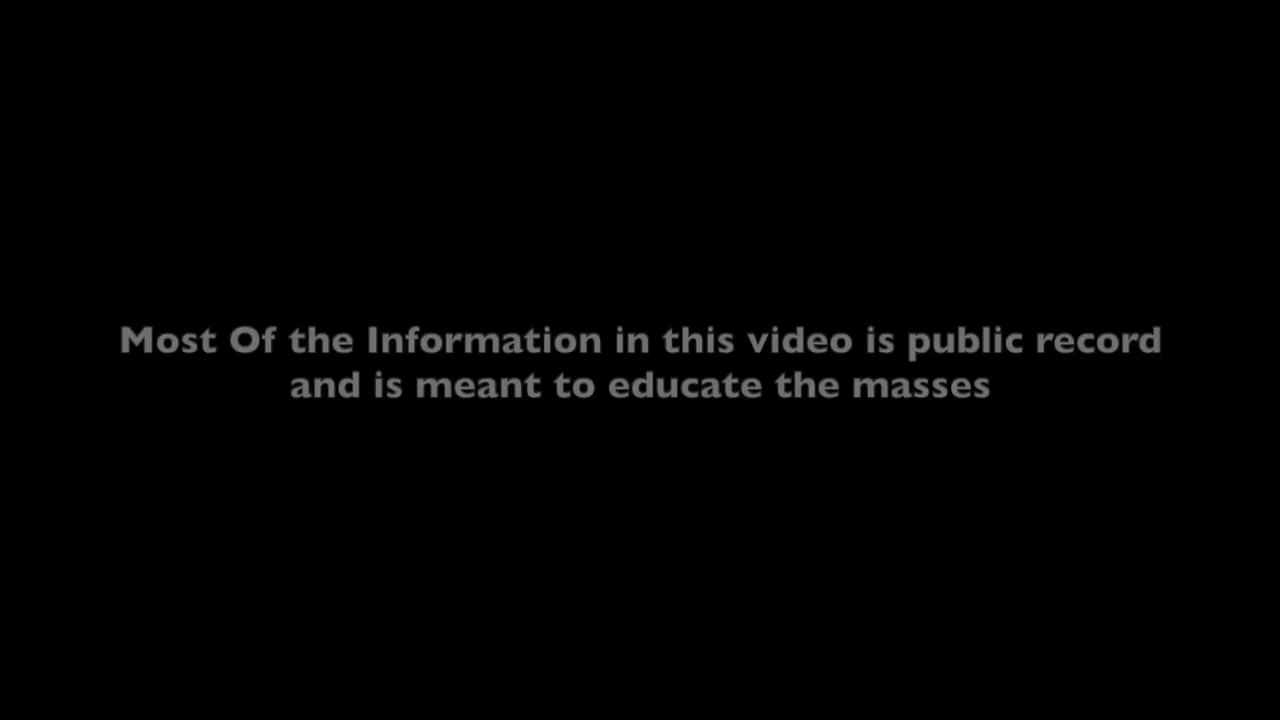 Most Of the Information in this video is public record
and is meant to educate the masses